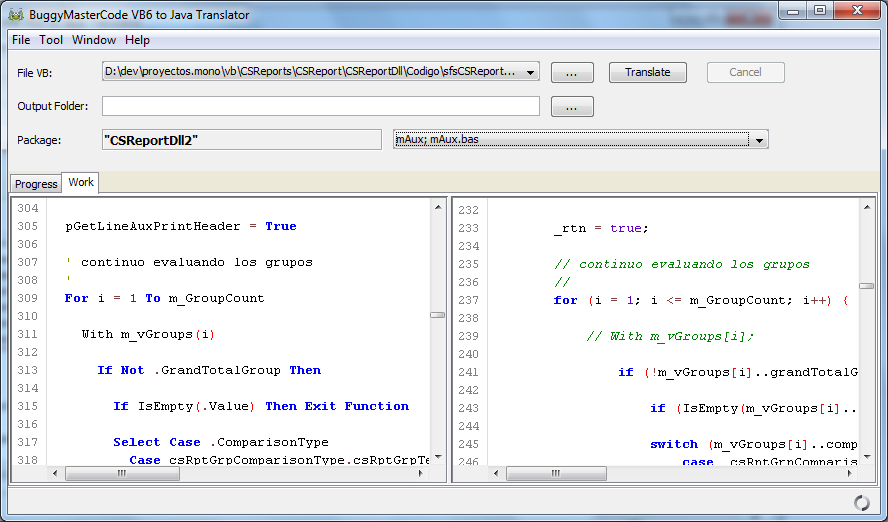 BuggyMasterCode VB6 to Java Translator
File Tool Window Help
File VB: D:\dev\proyectos.mono\vb\CSReports\CSReport\CSReportDll\Codigo\sfsCSReport... ... Translate Cancel
Output Folder: ...
Package: "CSReportDll2" mAux; mAux.bas
Progress Work
304
305 pGetLineAuxPrintHeader = True
306
307 ' continuo evaluando los grupos
308 '
309 For i = 1 To m_GroupCount
310
311 With m_vGroups(i)
312
313 If Not .GrandTotalGroup Then
314
315 If IsEmpty(.Value) Then Exit Function
316
317 Select Case .ComparisonType
318 Case csRptGrpComparisonType.csRptGrpTe
232
233 _rtn = true;
234
235 // continuo evaluando los grupos
236 //
237 for (i = 1; i <= m_GroupCount; i++) {
238
239 // With m_vGroups[i];
240
241 if (!m_vGroups[i]..grandTotalG
242
243 if (IsEmpty(m_vGroups[i]..
244
245 switch (m_vGroups[i]..comp
246 case csRptGrpComparis